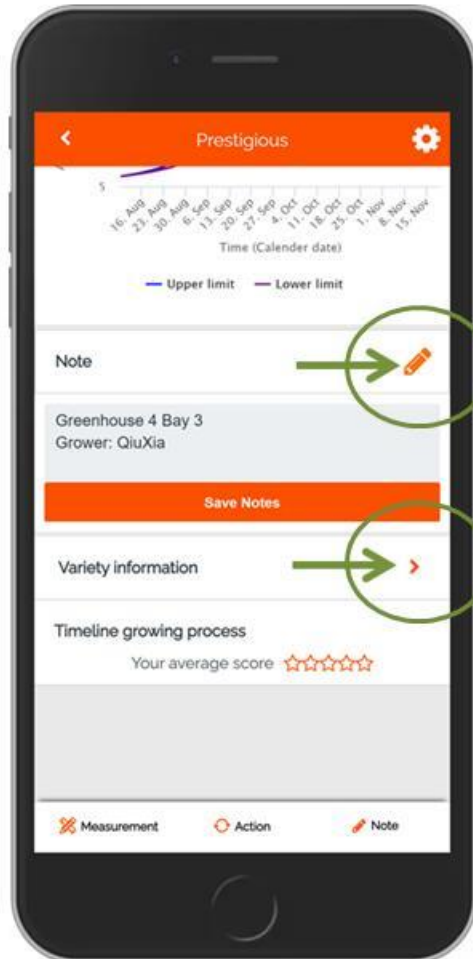 Prestigious
5
16. Aug 23. Aug 30. Aug 6. Sep 13. Sep 20. Sep 27. Sep 4. Oct 11. Oct 18. Oct 25. Oct 1. Nov 8. Nov 15. Nov
Time (Calender date)
Upper limit Lower limit
Note
Greenhouse 4 Bay 3
Grower: QiuXia
Save Notes
Variety information
Timeline growing process
Your average score
Measurement Action Note